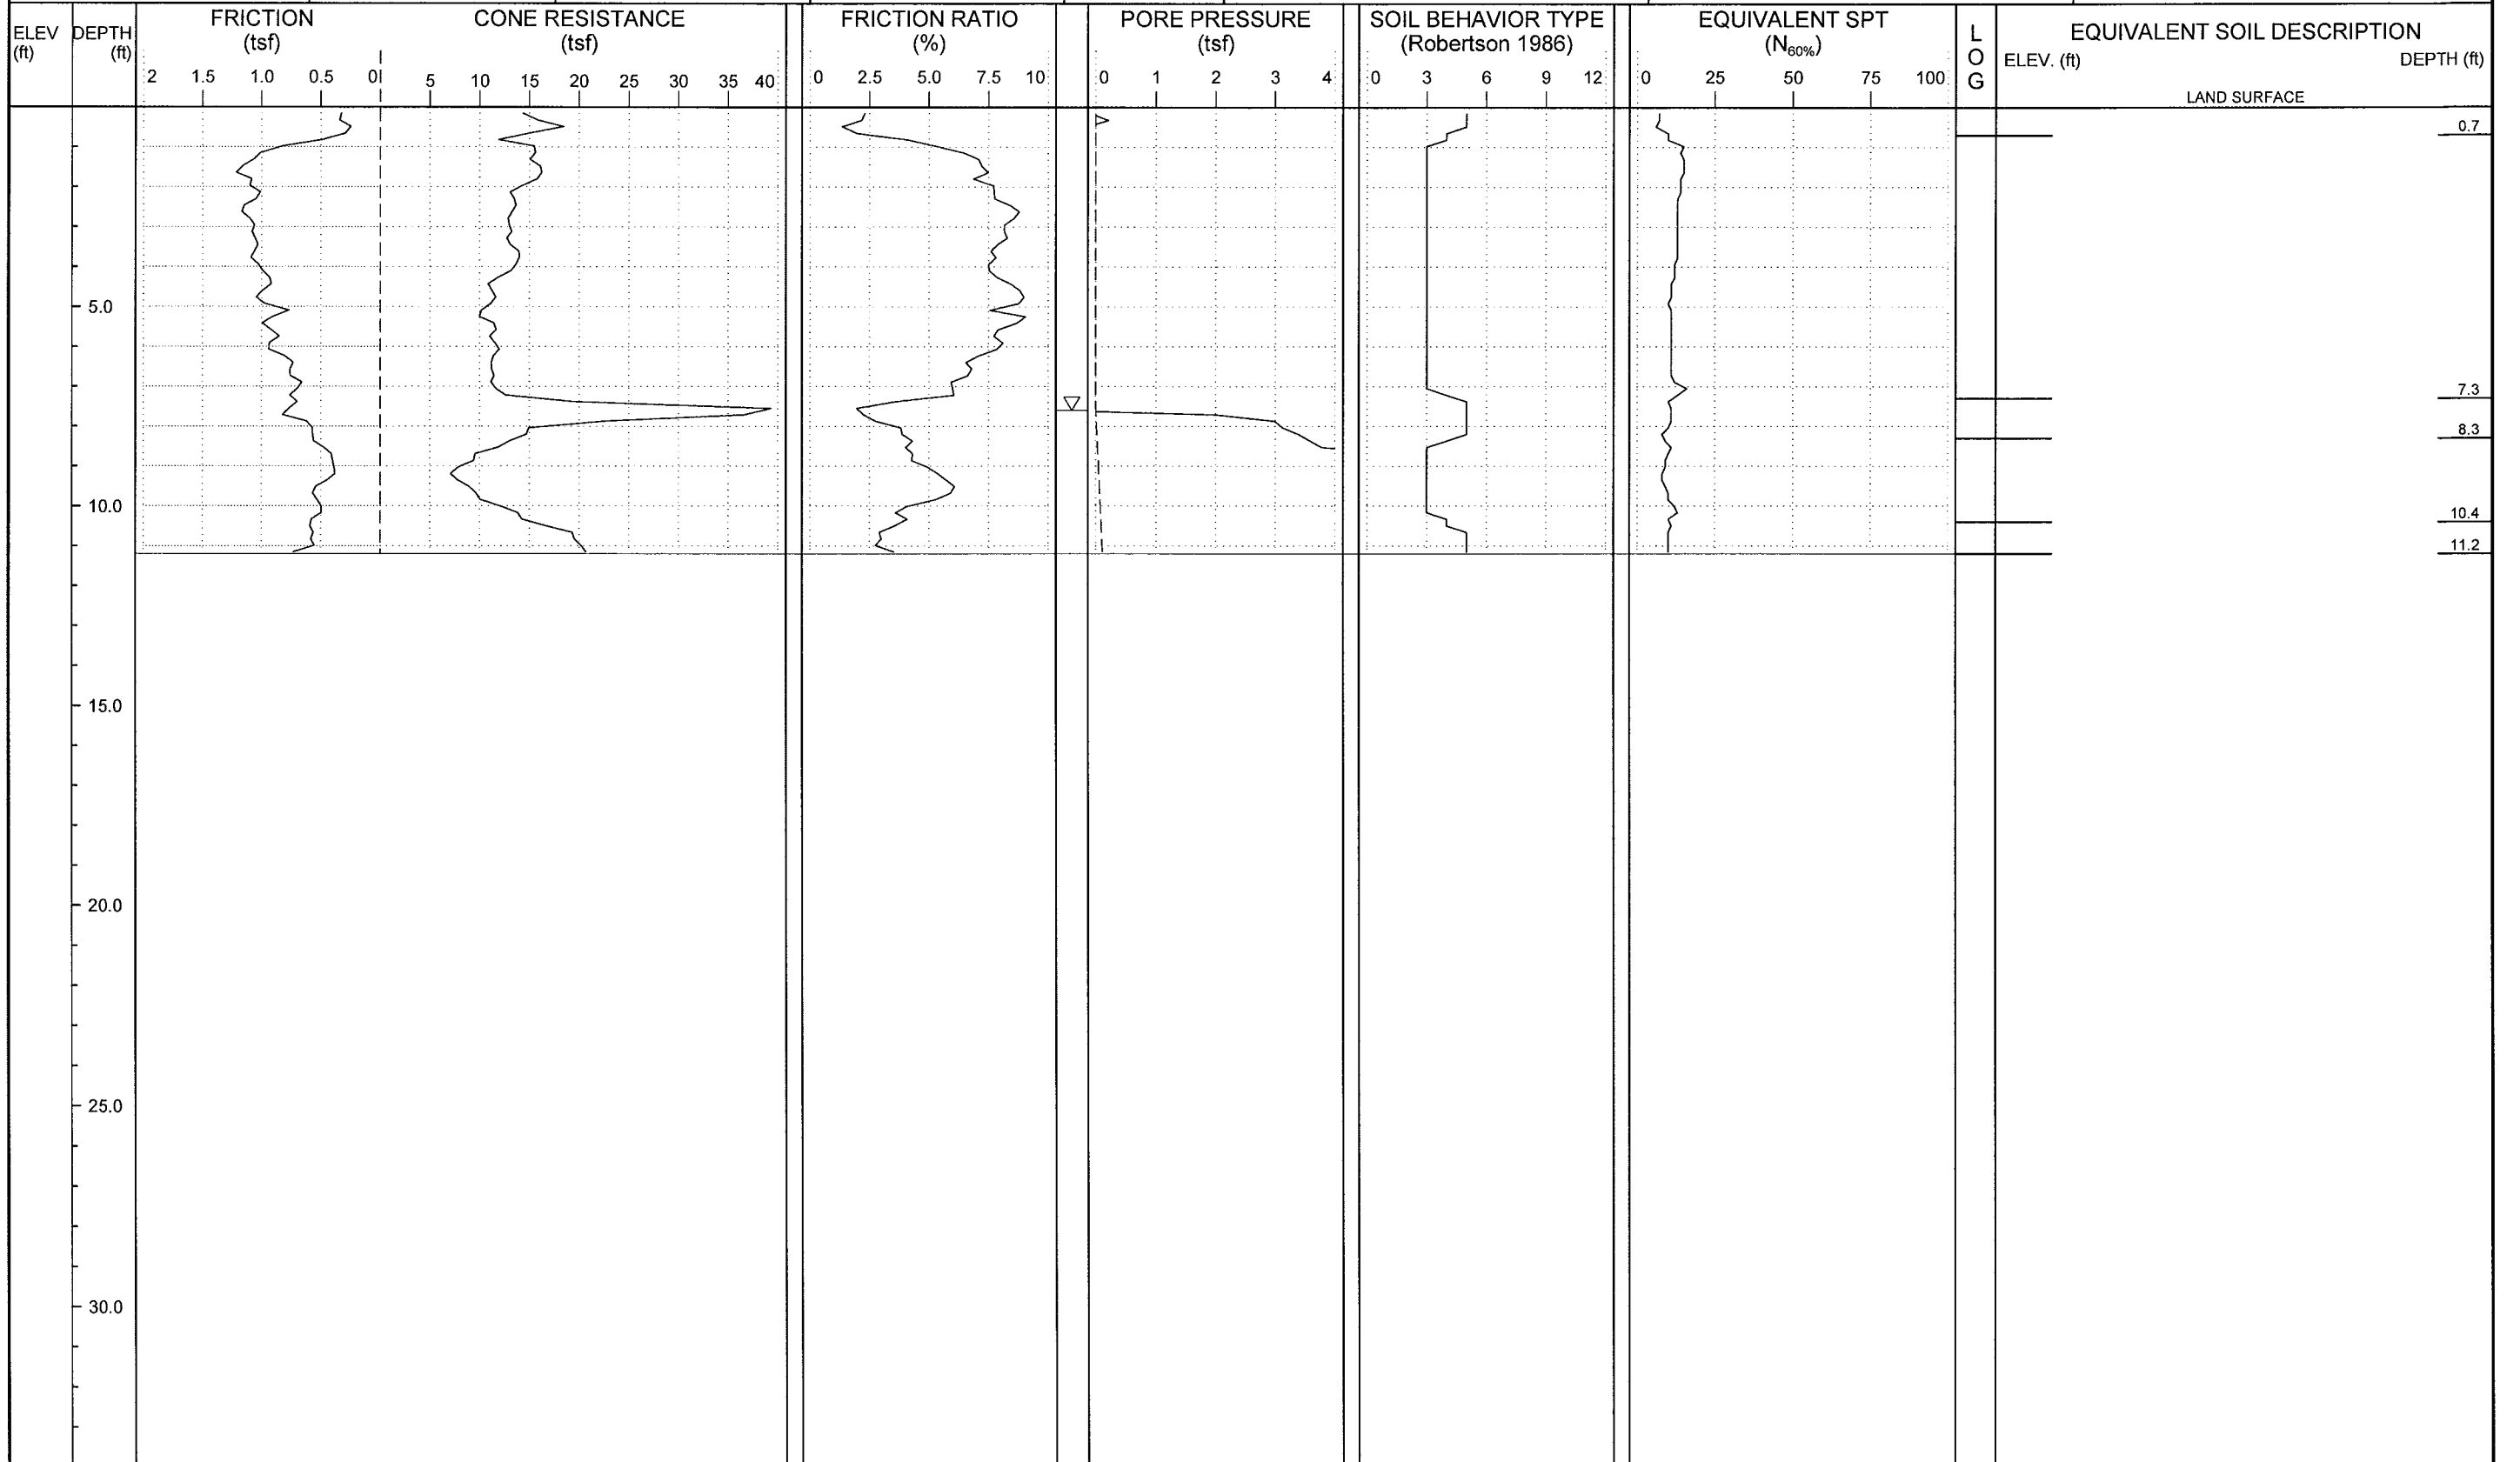 ELEV
(ft)
DEPTH
(ft)
FRICTION
(tsf)
2 1.5 1.0 0.5 0
CONE RESISTANCE
(tsf)
5 10 15 20 25 30 35 40
FRICTION RATIO
(%)
0 2.5 5.0 7.5 10
PORE PRESSURE
(tsf)
0 1 2 3 4
SOIL BEHAVIOR TYPE
(Robertson 1986)
0 3 6 9 12
EQUIVALENT SPT
(N60%)
0 25 50 75 100
L
O
G
EQUIVALENT SOIL DESCRIPTION
ELEV. (ft) DEPTH (ft)
LAND SURFACE
0.7
5.0
7.3
8.3
10.0
10.4
11.2
15.0
20.0
25.0
30.0